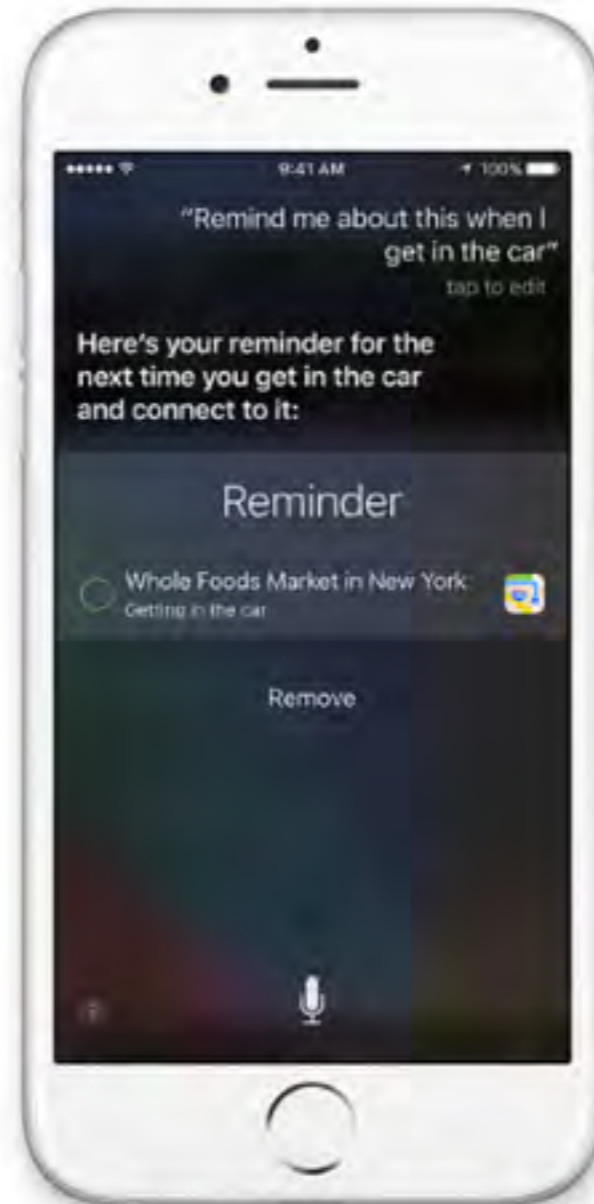 9:41 AM 100%
“Remind me about this when I
get in the car”
tap to edit
Here’s your reminder for the
next time you get in the car
and connect to it:
Reminder
Whole Foods Market in New York
Getting in the car
Remove
?